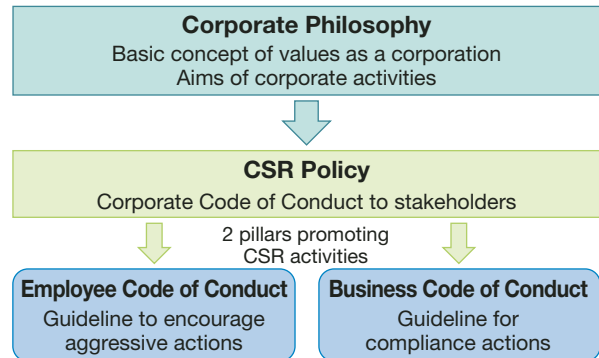 Corporate Philosophy
Basic concept of values as a corporation
Aims of corporate activities
CSR Policy
Corporate Code of Conduct to stakeholders
2 pillars promoting
CSR activities
Employee Code of Conduct
Guideline to encourage
aggressive actions
Business Code of Conduct
Guideline for
compliance actions